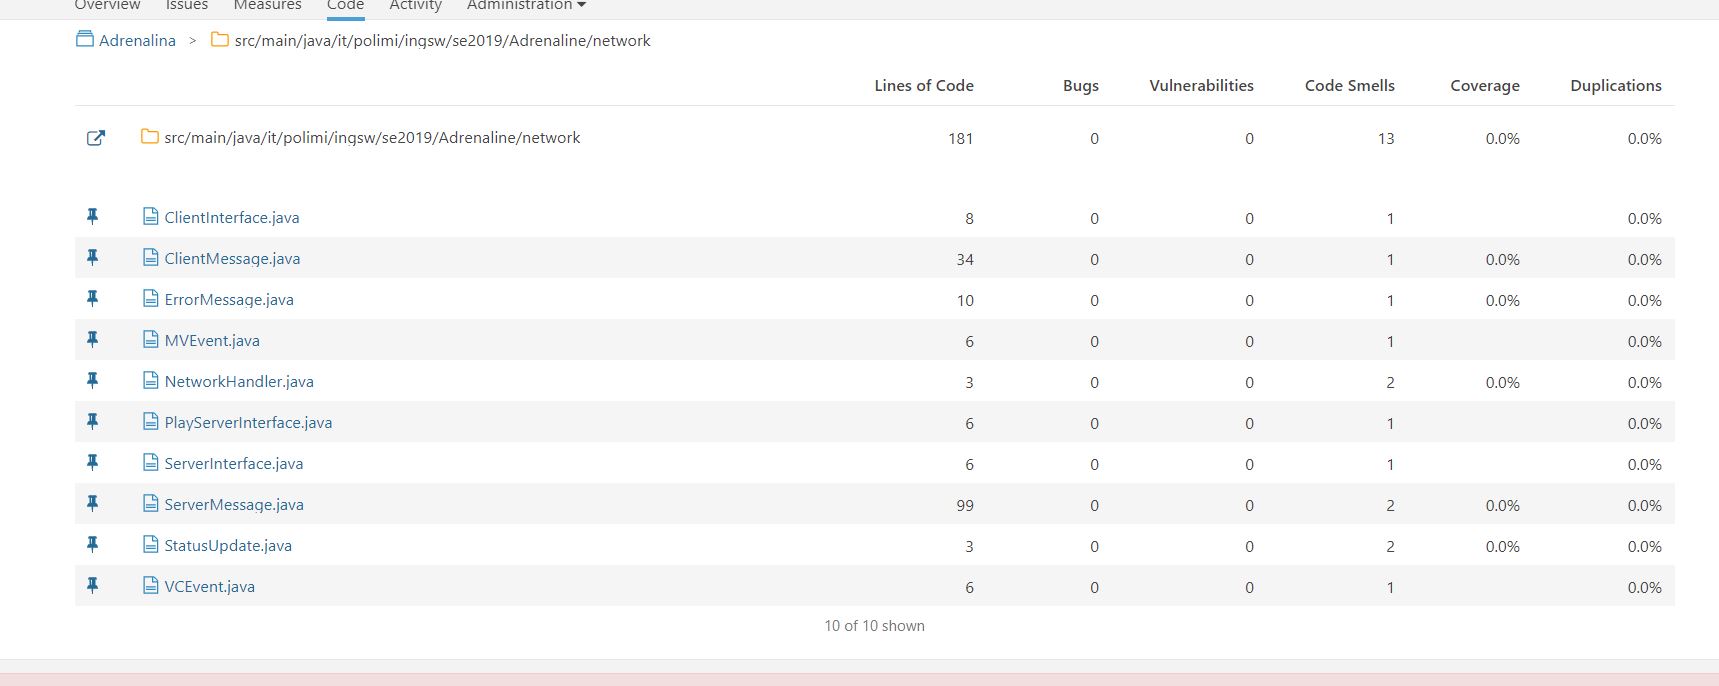 Overview Issues Measures Code Activity Administration
Adrenalina > src/main/java/it/polimi/ingsw/se2019/Adrenaline/network
Lines of Code Bugs Vulnerabilities Code Smells Coverage Duplications
src/main/java/it/polimi/ingsw/se2019/Adrenaline/network 181 0 0 13 0.0% 0.0%
ClientInterface.java 8 0 0 1 0.0%
ClientMessage.java 34 0 0 1 0.0% 0.0%
ErrorMessage.java 10 0 0 1 0.0% 0.0%
MVEvent.java 6 0 0 1 0.0%
NetworkHandler.java 3 0 0 2 0.0% 0.0%
PlayServerInterface.java 6 0 0 1 0.0%
ServerInterface.java 6 0 0 1 0.0%
ServerMessage.java 99 0 0 2 0.0% 0.0%
StatusUpdate.java 3 0 0 2 0.0% 0.0%
VCEvent.java 6 0 0 1 0.0%
10 of 10 shown